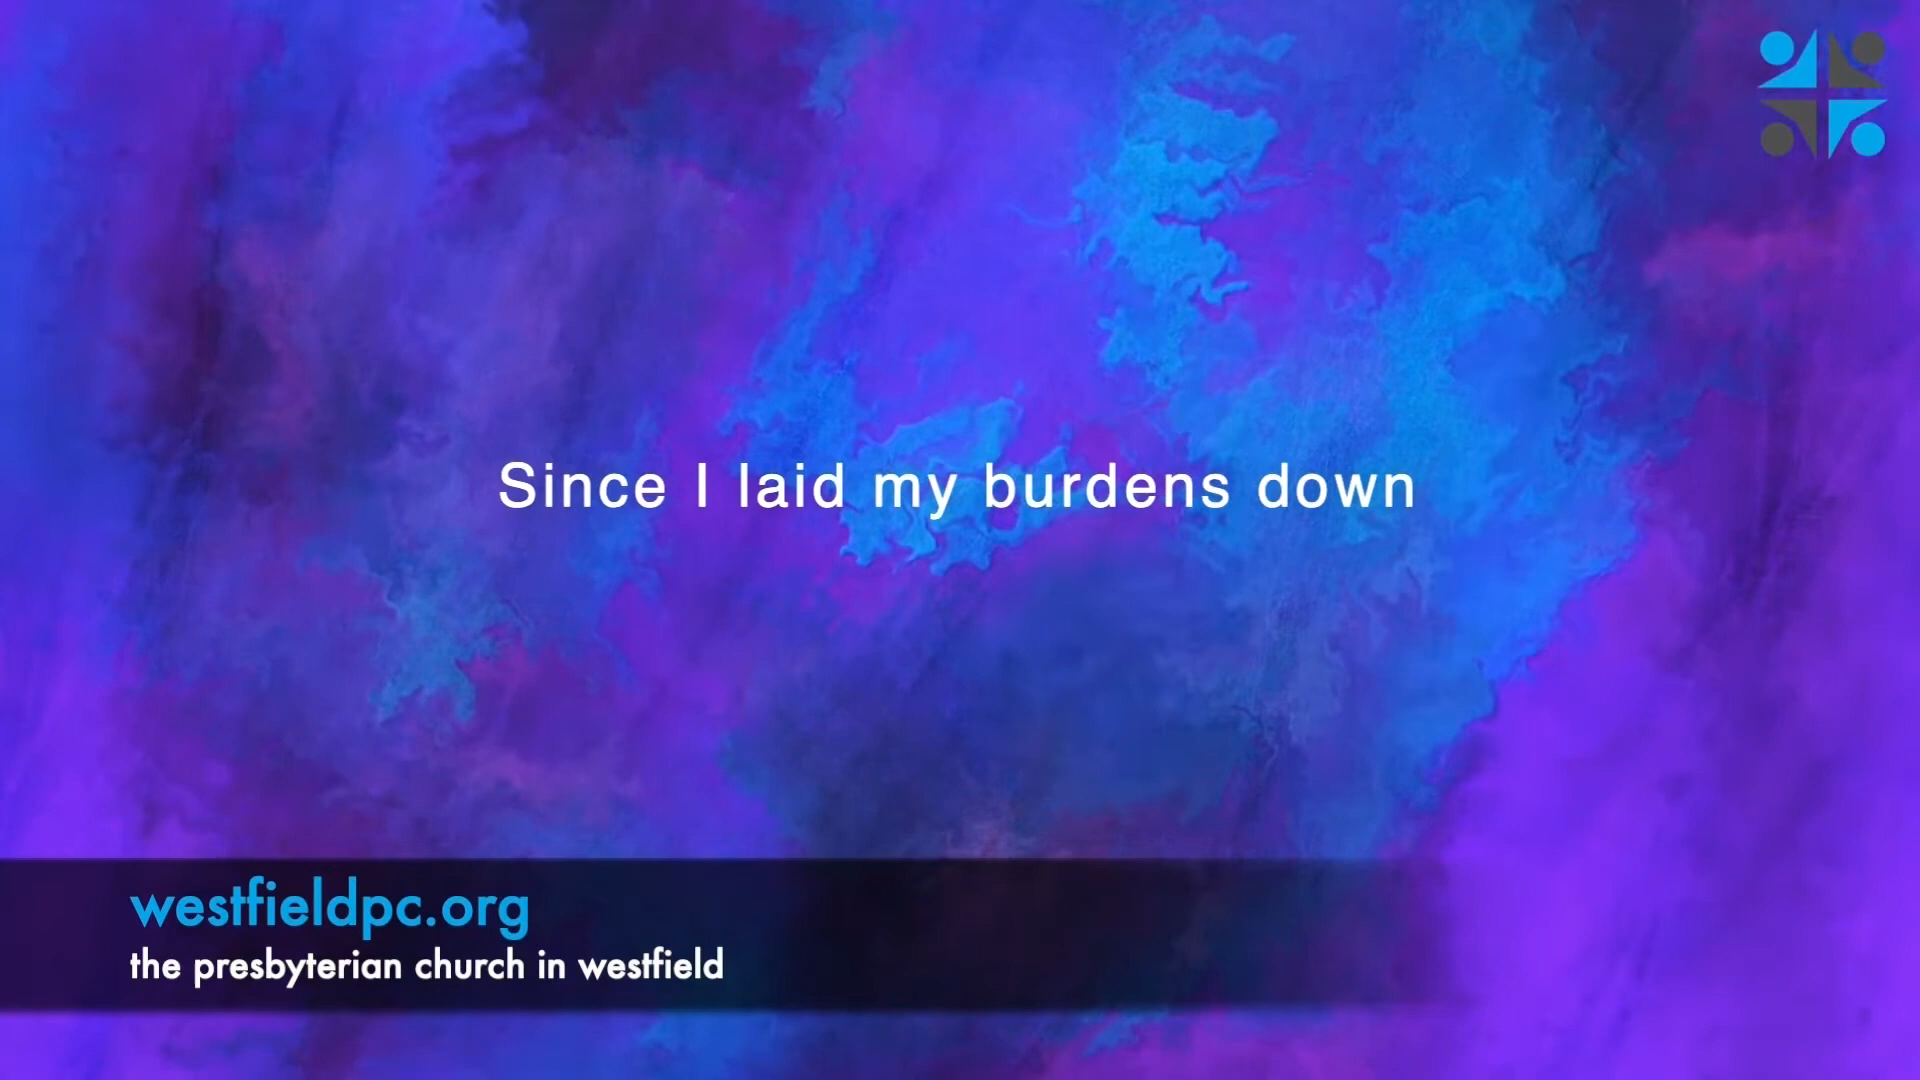 Since I laid my burdens down
westfieldpc.org
the presbyterian church in westfield